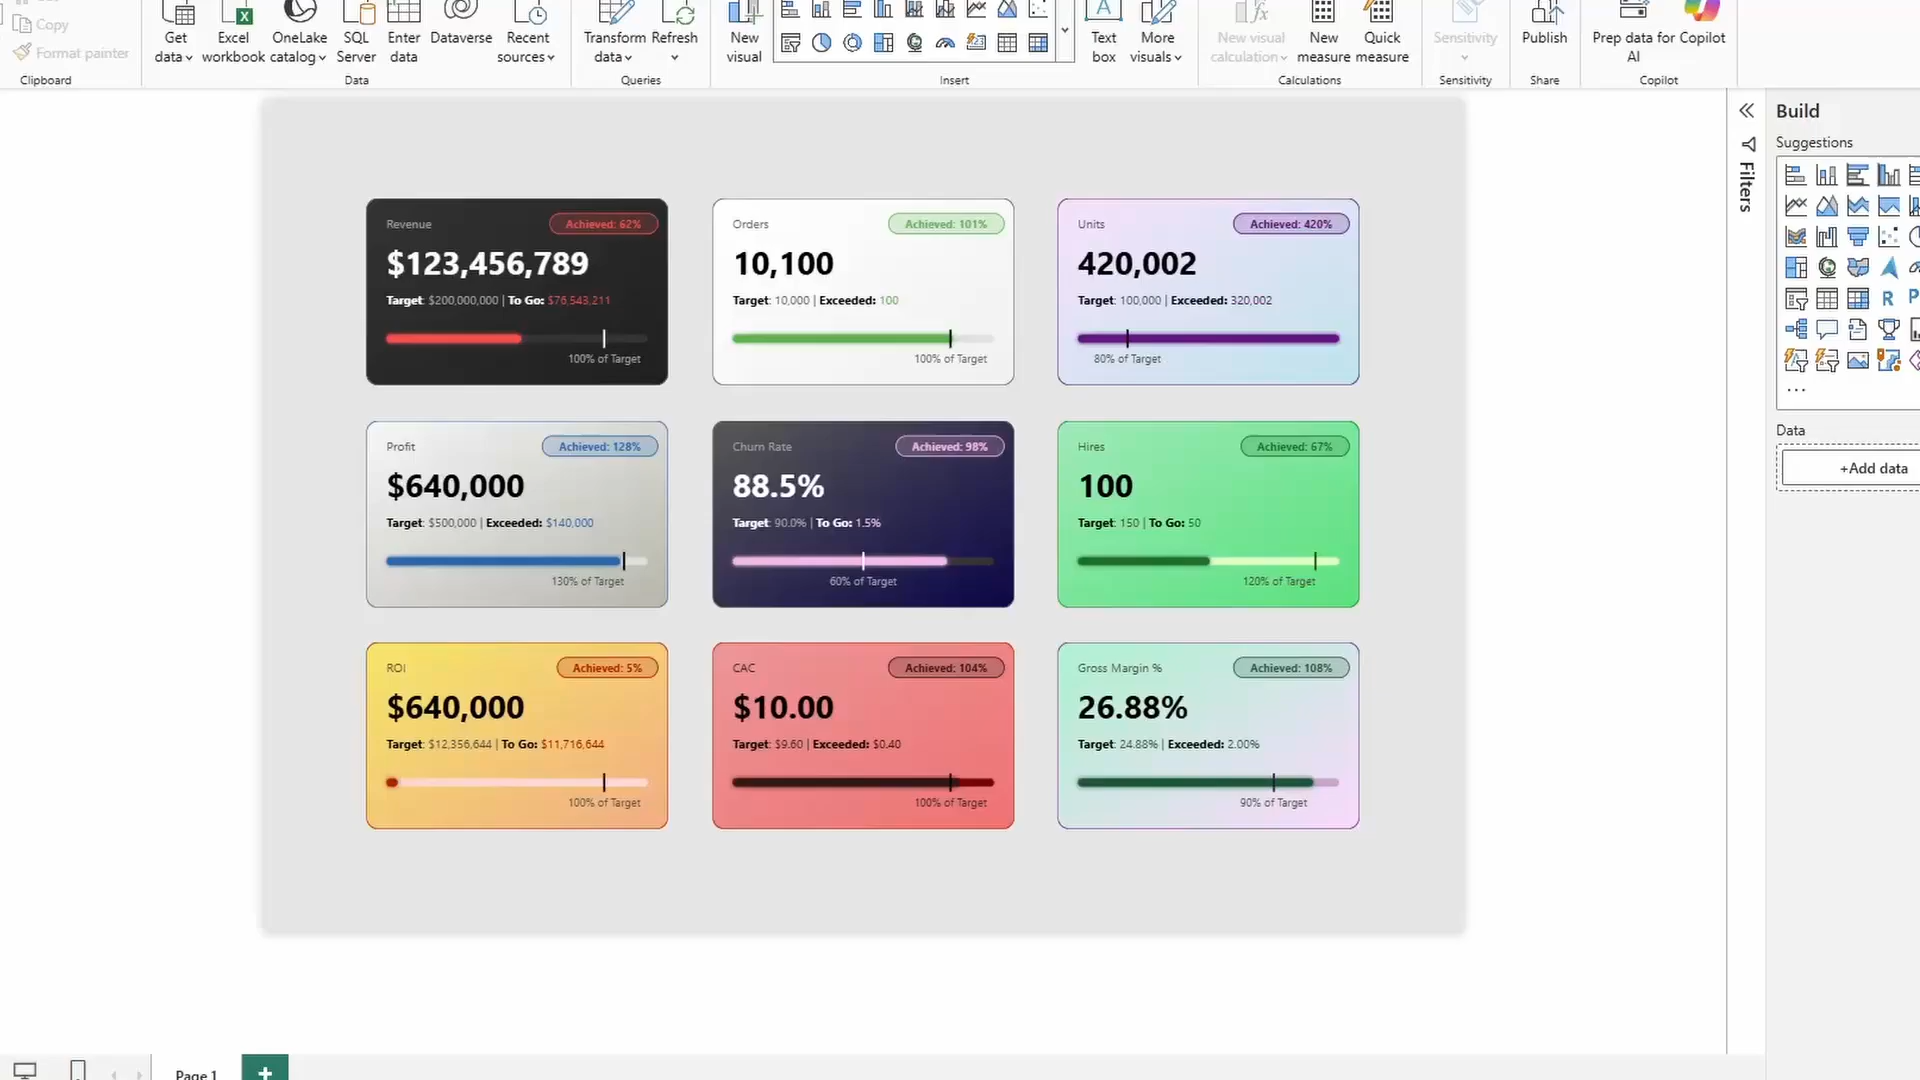 Copy
Format painter
Clipboard
Get data
Excel workbook
OneLake catalog
SQL Server
Enter data
Dataverse
Recent sources
Data
Transform data
Refresh
Queries
New visual
Insert
A
Text box
More visuals
New visual calculation
New measure
Quick measure
Calculations
Sensitivity
Sensitivity
Publish
Share
Prep data for AI
Copilot
Copilot
Revenue
Achieved: 62%
$123,456,789
Target: $200,000,000 | To Go: $76,543,211
100% of Target
Orders
Achieved: 101%
10,100
Target: 10,000 | Exceeded: 100
100% of Target
Units
Achieved: 420%
420,002
Target: 100,000 | Exceeded: 320,002
80% of Target
Profit
Achieved: 128%
$640,000
Target: $500,000 | Exceeded: $140,000
130% of Target
Churn Rate
Achieved: 98%
88.5%
Target: 90.0% | To Go: 1.5%
60% of Target
Hires
Achieved: 67%
100
Target: 150 | To Go: 50
120% of Target
ROI
Achieved: 5%
$640,000
Target: $12,356,644 | To Go: $11,716,644
100% of Target
CAC
Achieved: 104%
$10.00
Target: $9.60 | Exceeded: $0.40
100% of Target
Gross Margin %
Achieved: 108%
26.88%
Target: 24.88% | Exceeded: 2.00%
90% of Target
Filters
Build
Suggestions
R
...
Data
+Add data
Page 1
+